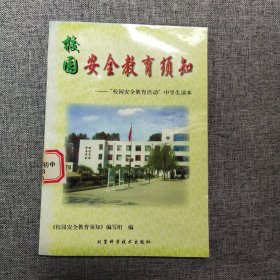 校园安全教育须知
——“校园安全教育活动”中学生读本
初中
《校园安全教育须知》编写组 编
北京科学技术出版社